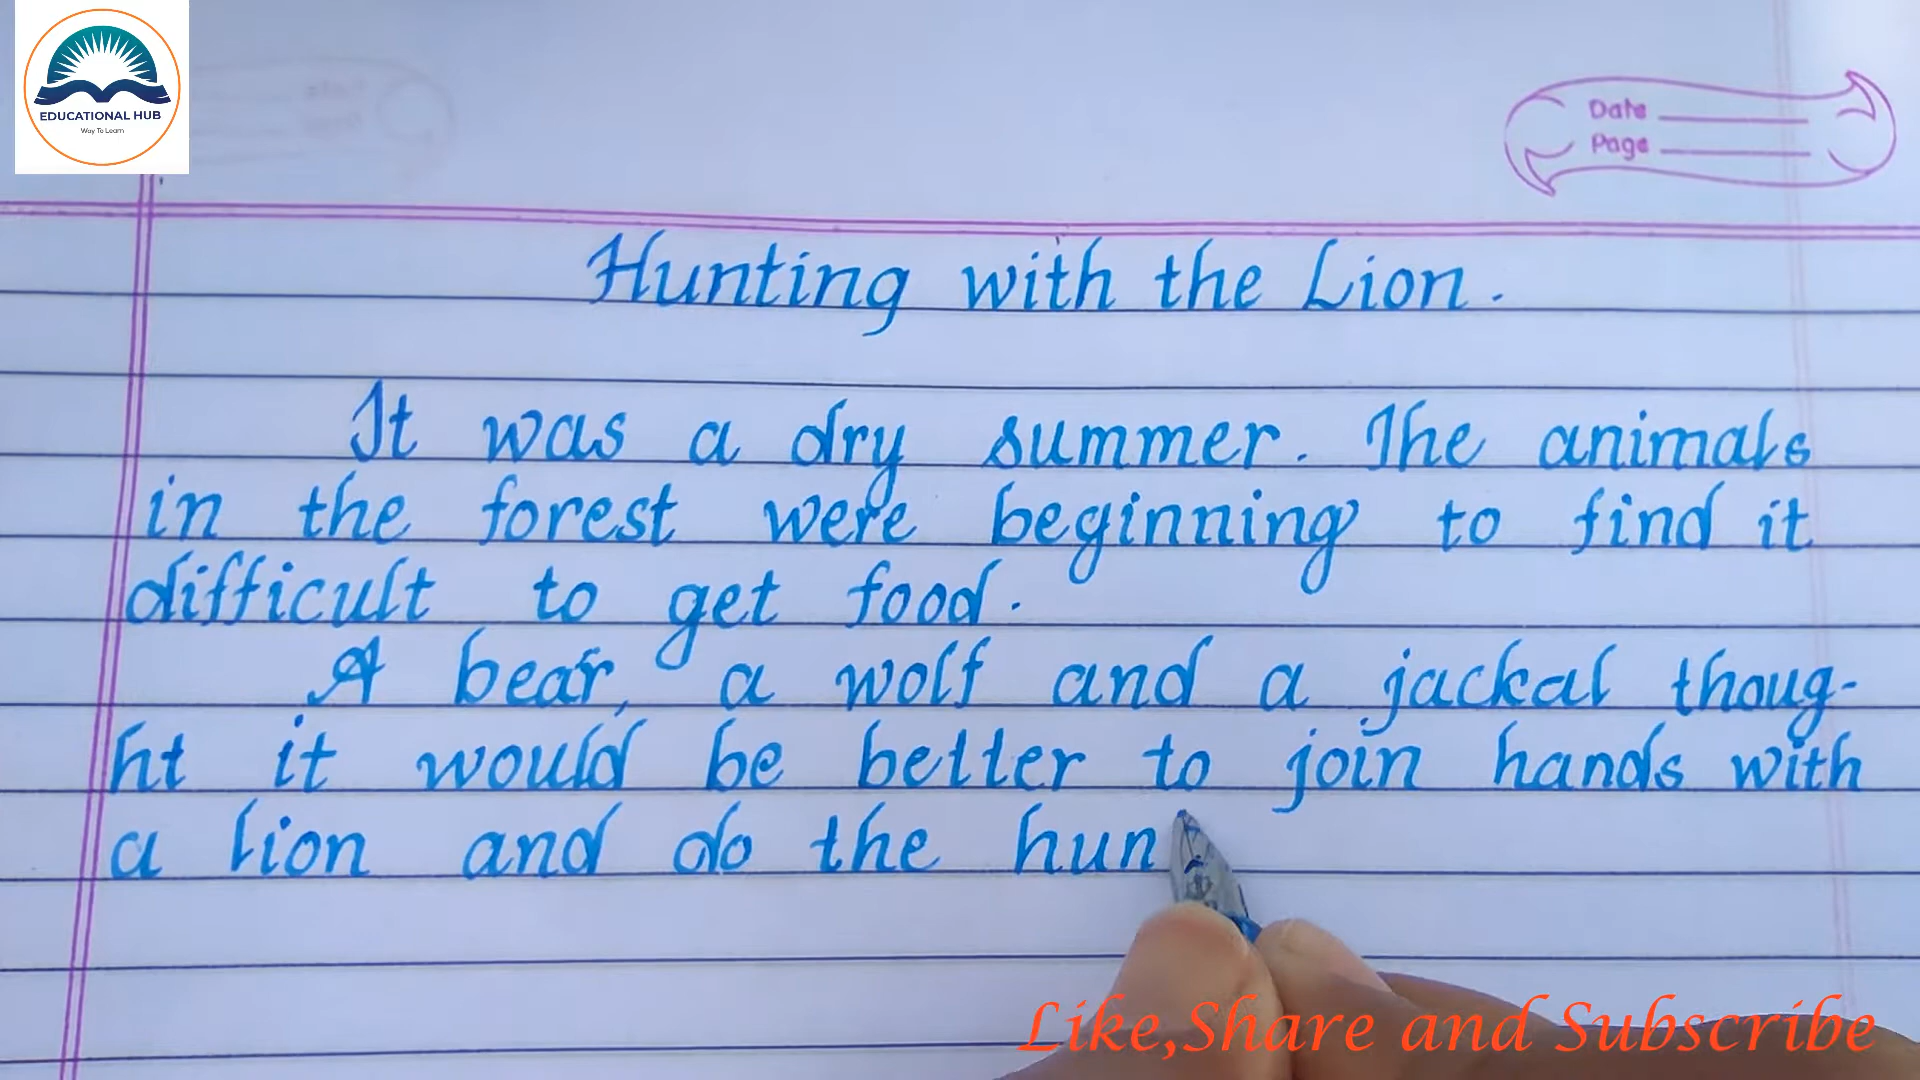 EDUCATIONAL HUB
Way To Learn
Date
Page
Hunting with the Lion.
It was a dry summer. The animals
in the forest were beginning to find it
difficult to get food.
A bear, a wolf and a jackal thoug-
ht it would be better to join hands with
a lion and do the hun
Like,Share and Subscribe